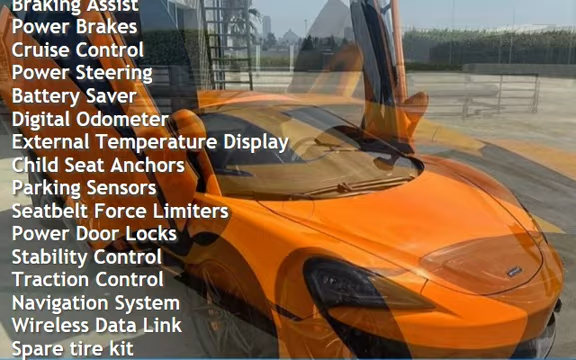 Braking Assist
Power Brakes
Cruise Control
Power Steering
Battery Saver
Digital Odometer
External Temperature Display
Child Seat Anchors
Parking Sensors
Seatbelt Force Limiters
Power Door Locks
Stability Control
Traction Control
Navigation System
Wireless Data Link
Spare tire kit